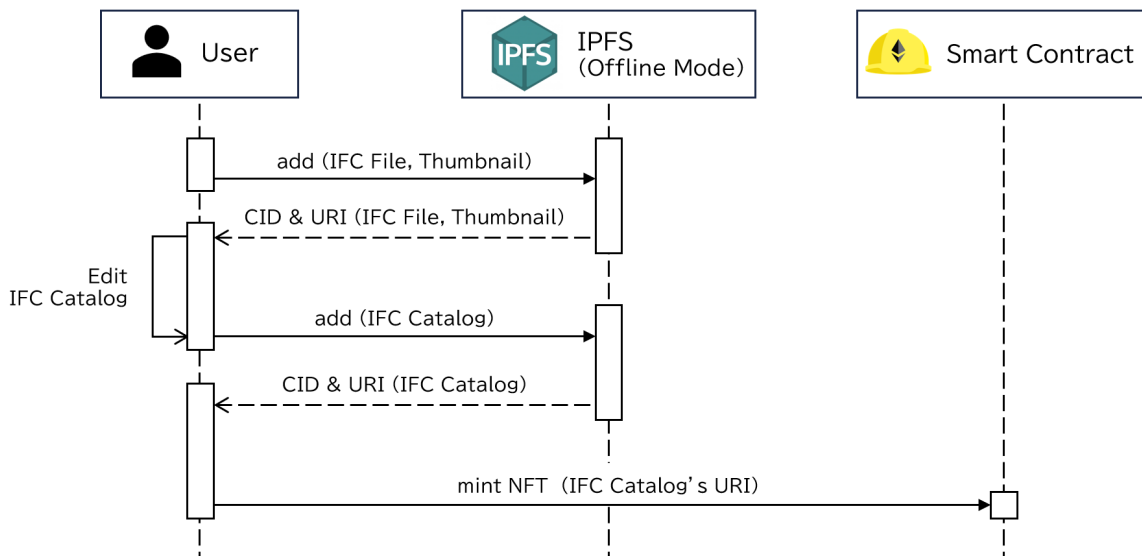 User
IPFS
IPFS
(Offline Mode)
Smart Contract
add (IFC File, Thumbnail)
CID & URI (IFC File, Thumbnail)
Edit
IFC Catalog
add (IFC Catalog)
CID & URI (IFC Catalog)
mint NFT (IFC Catalog's URI)